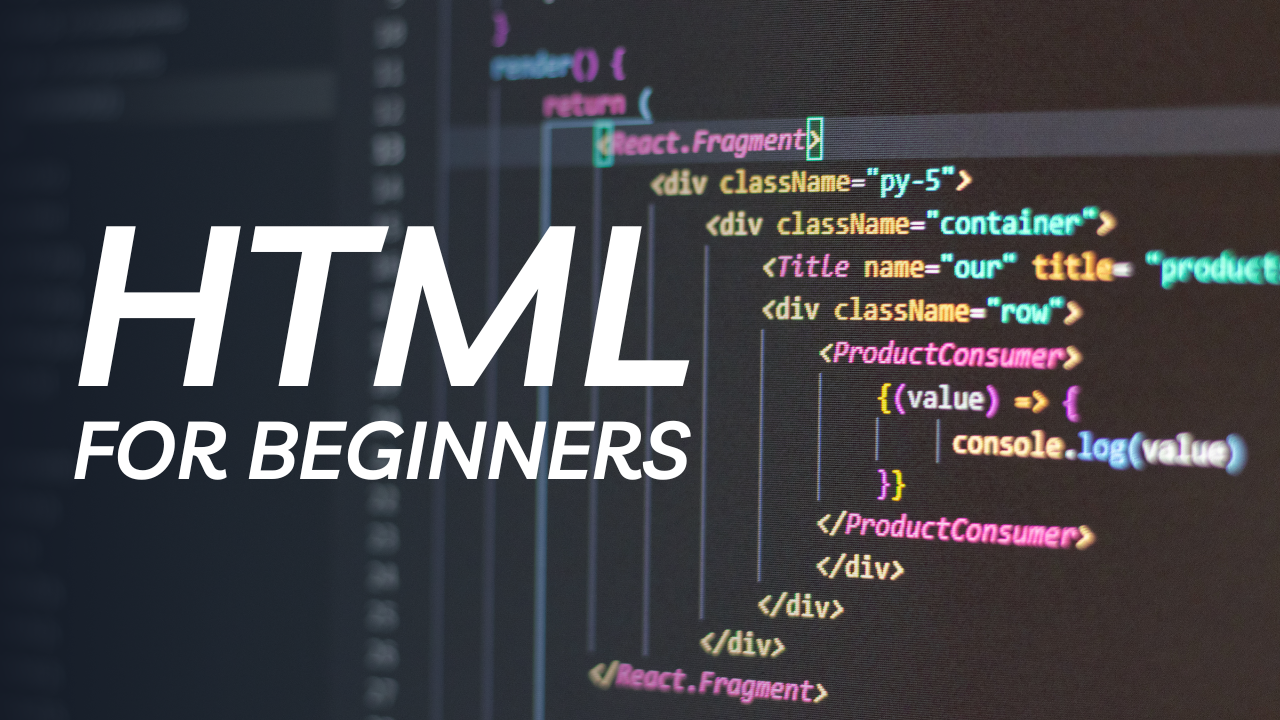 }
render() {
return (
<React.Fragment>
<div className="py-5">
<div className="container">
<Title name="our" title= "product
<div className="row">
<ProductConsumer>
{(value) => {
console.log(value)
}}
</ProductConsumer>
</div>
</div>
</div>
</React.Fragment>
HTML
FOR BEGINNERS